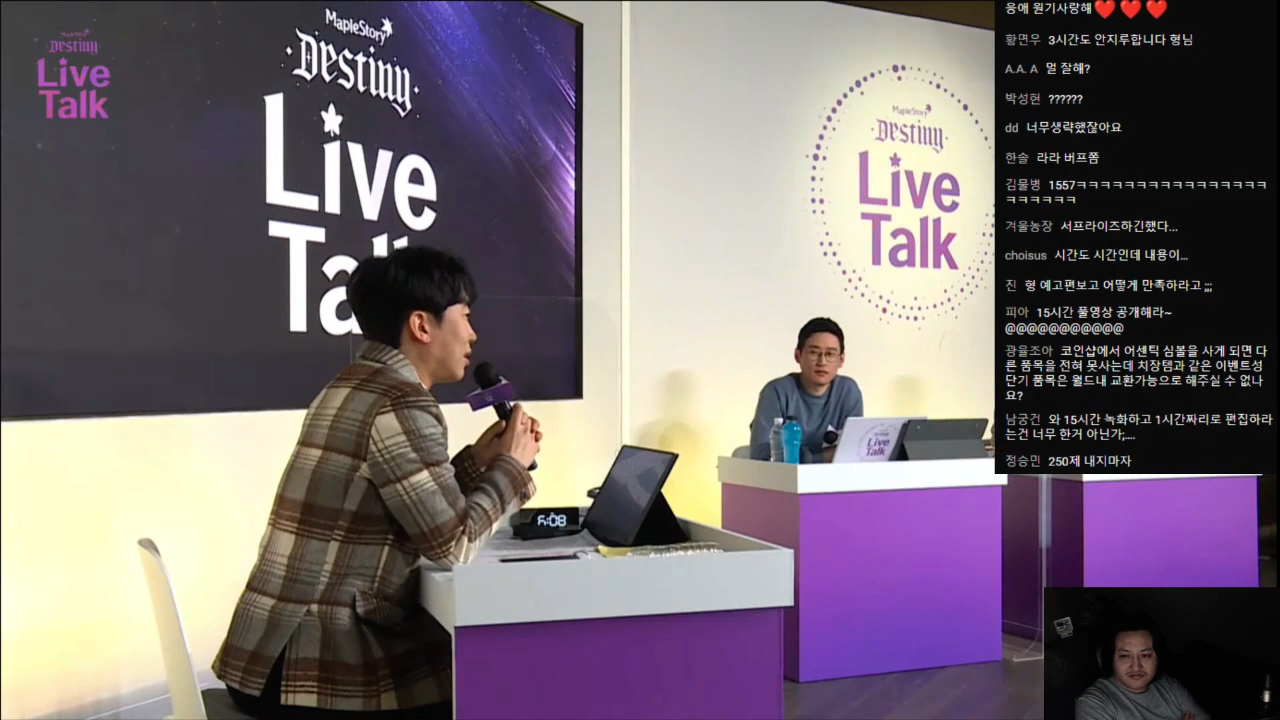 MapleStory
Destiny
Live
Talk
MapleStory
Destiny
Live
MapleStory
Destiny
Live
Talk
6:08
Live
Talk
응애 원기사랑해❤️❤️❤️
황면우 3시간도 안지루합니다 형님
A.A. A 멀 잘해?
박성헌 ??????
dd 너무생략했잖아요
한솔 라라 버프쫌
김물병 1557ㅋㅋㅋㅋㅋㅋㅋㅋㅋㅋㅋㅋㅋㅋㅋㅋ
ㅋㅋㅋㅋㅋㅋ
겨울농장 서프라이즈하긴했다...
choisus 시간도 시간인데 내용이...
진 형 예고편보고 어떻게 만족하라고 ;;;
피아 15시간 풀영상 공개해라~
@@@@@@@@@@@
광율조아 코인샵에서 어센틱 심볼을 사게 되면 다
른 품목을 전혀 못사는데 치장템과 같은 이벤트성
단기 품목은 월드내 교환가능으로 해주실 수 없나
요?
남궁건 와 15시간 녹화하고 1시간짜리로 편집하라
는건 너무 한거 아닌가;....
정승민 250제 내지마자